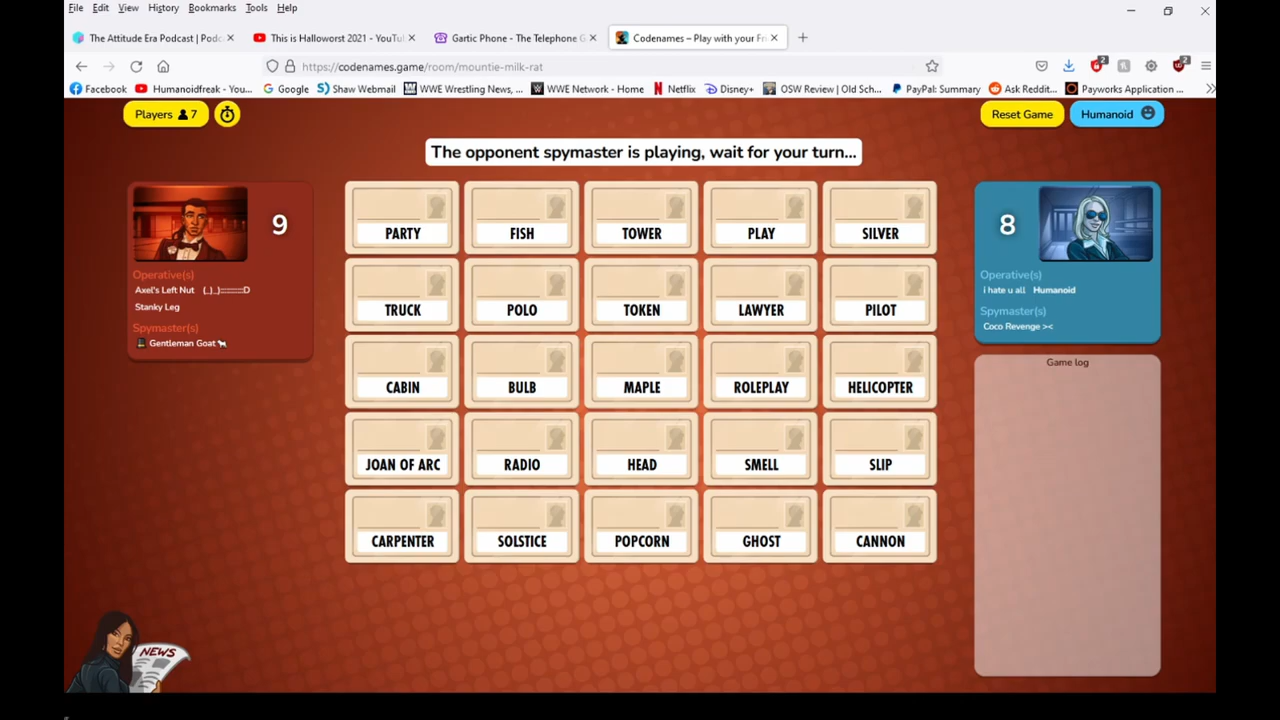 File Edit View History Bookmarks Tools Help
The Attitude Era Podcast | Podc
This is Halloworst 2021 - YouTu
Gartic Phone - The Telephone G
Codenames – Play with your Fri
https://codenames.game/room/mountie-milk-rat
2
2
Facebook Humanoidfreak - You... Google Shaw Webmail WWE Wrestling News, ... WWE Network - Home Netflix Disney+ OSW Review | Old Sch... PayPal: Summary Ask Reddit... Payworks Application ...
Players 7
Reset Game
Humanoid
The opponent spymaster is playing, wait for your turn...
9
Operative(s)
Axel's Left Nut
Stanky Leg
Spymaster(s)
Gentleman Goat
PARTY FISH TOWER PLAY SILVER
TRUCK POLO TOKEN LAWYER PILOT
CABIN BULB MAPLE ROLEPLAY HELICOPTER
JOAN OF ARC RADIO HEAD SMELL SLIP
CARPENTER SOLSTICE POPCORN GHOST CANNON
8
Operative(s)
i hate u all Humanoid
Spymaster(s)
Coco Revenge ><
Game log
NEWS